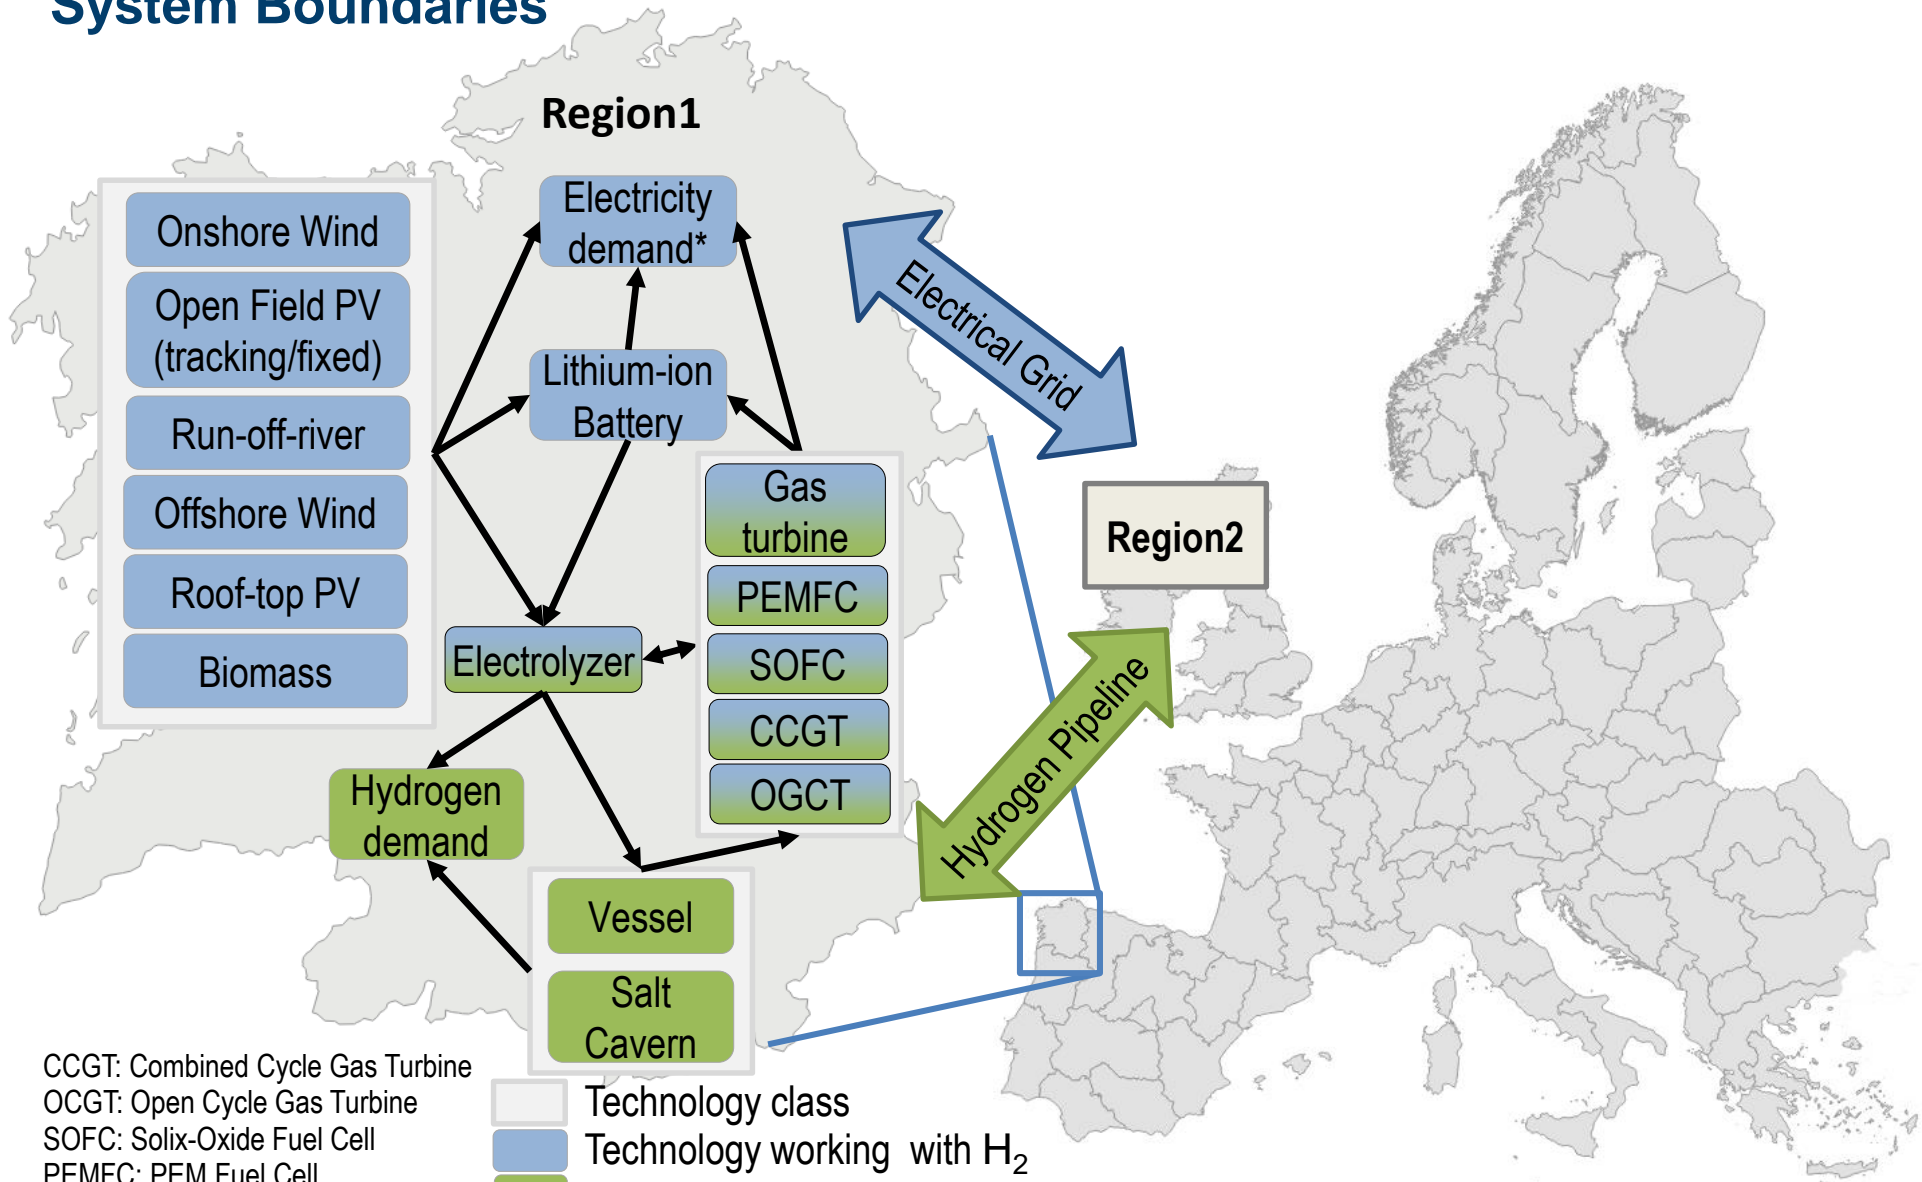 System Boundaries
Region1
Onshore Wind
Open Field PV
(tracking/fixed)
Run-off-river
Offshore Wind
Roof-top PV
Biomass
Electricity
demand*
Lithium-ion
Battery
Electrolyzer
Hydrogen
demand
Gas
turbine
PEMFC
SOFC
CCGT
OGCT
Vessel
Salt
Cavern
Electrical Grid
Region2
Hydrogen Pipeline
CCGT: Combined Cycle Gas Turbine
OCGT: Open Cycle Gas Turbine
SOFC: Solix-Oxide Fuel Cell
PEMFC: PEM Fuel Cell
Technology class
Technology working with H₂